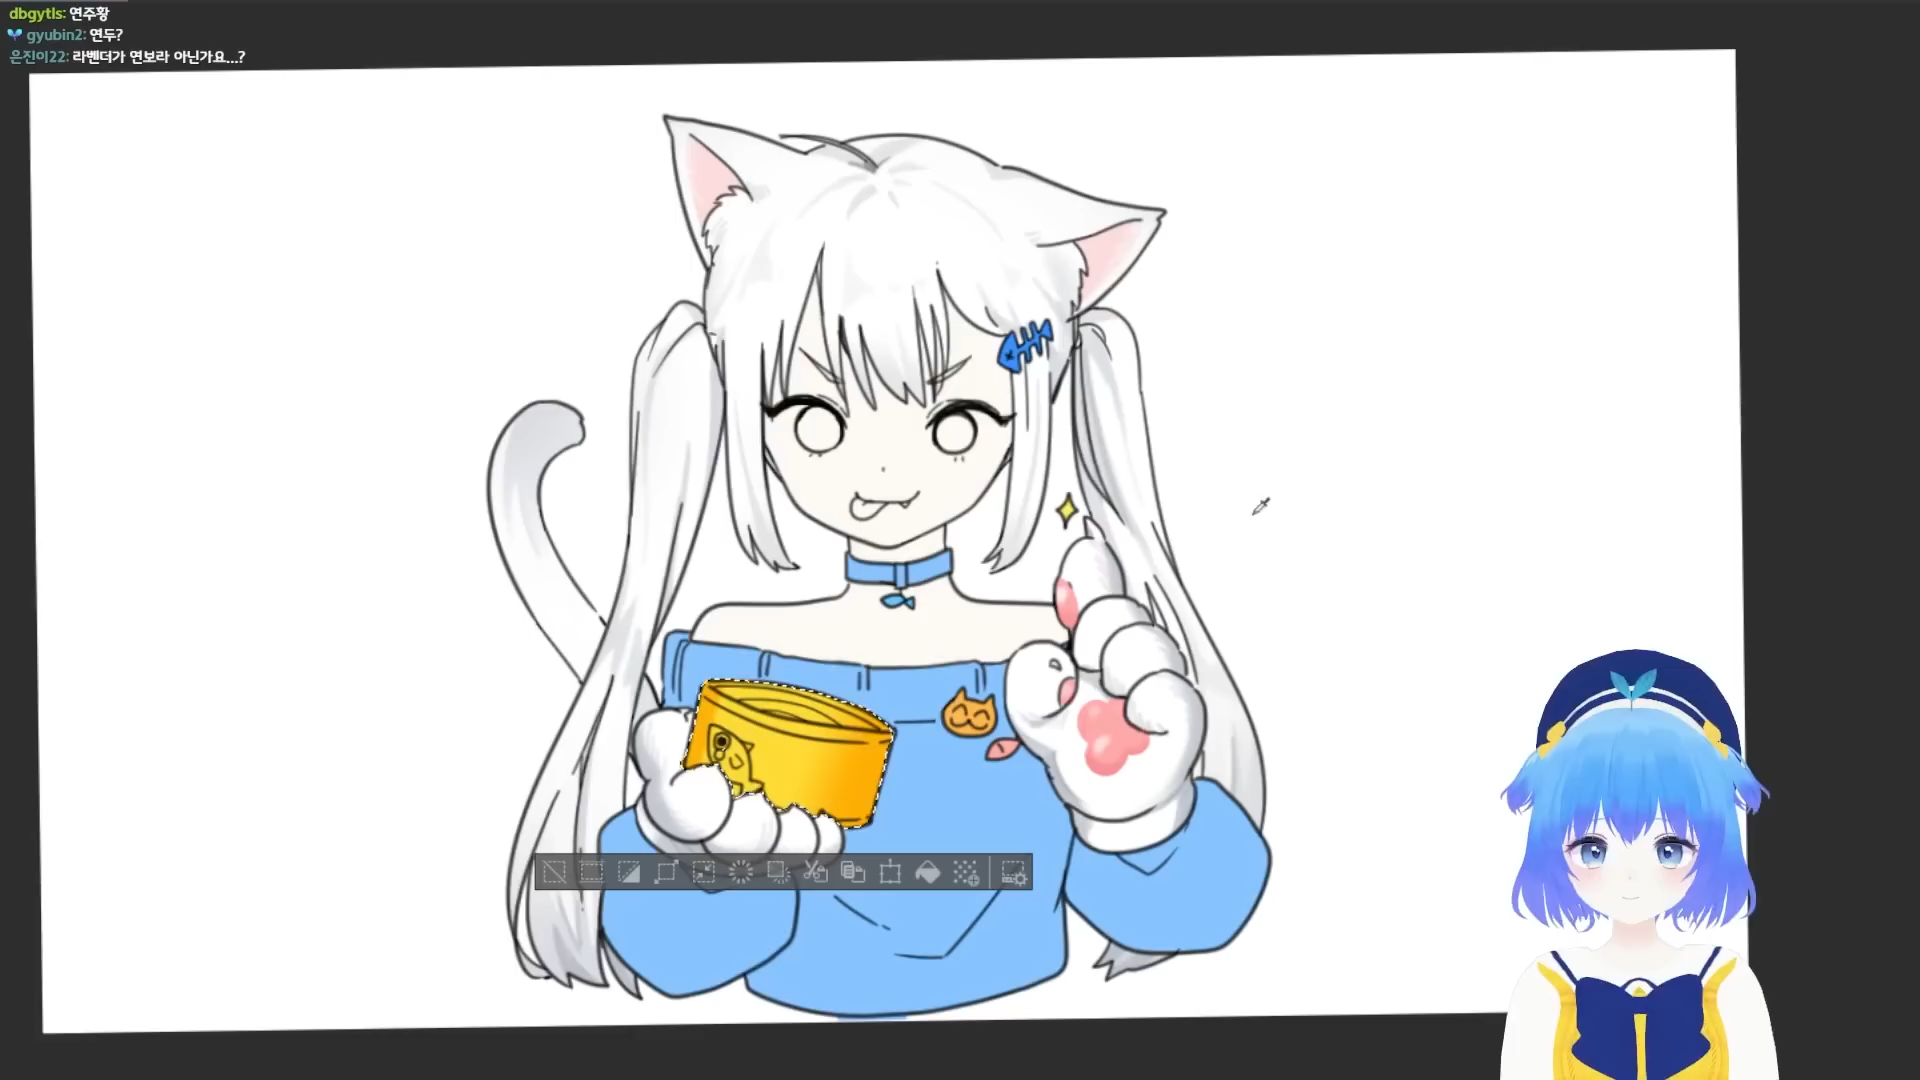 dbgytls: 연주황
gyubin2: 연두?
은진이22: 라벤더가 연보라 아닌가요...?